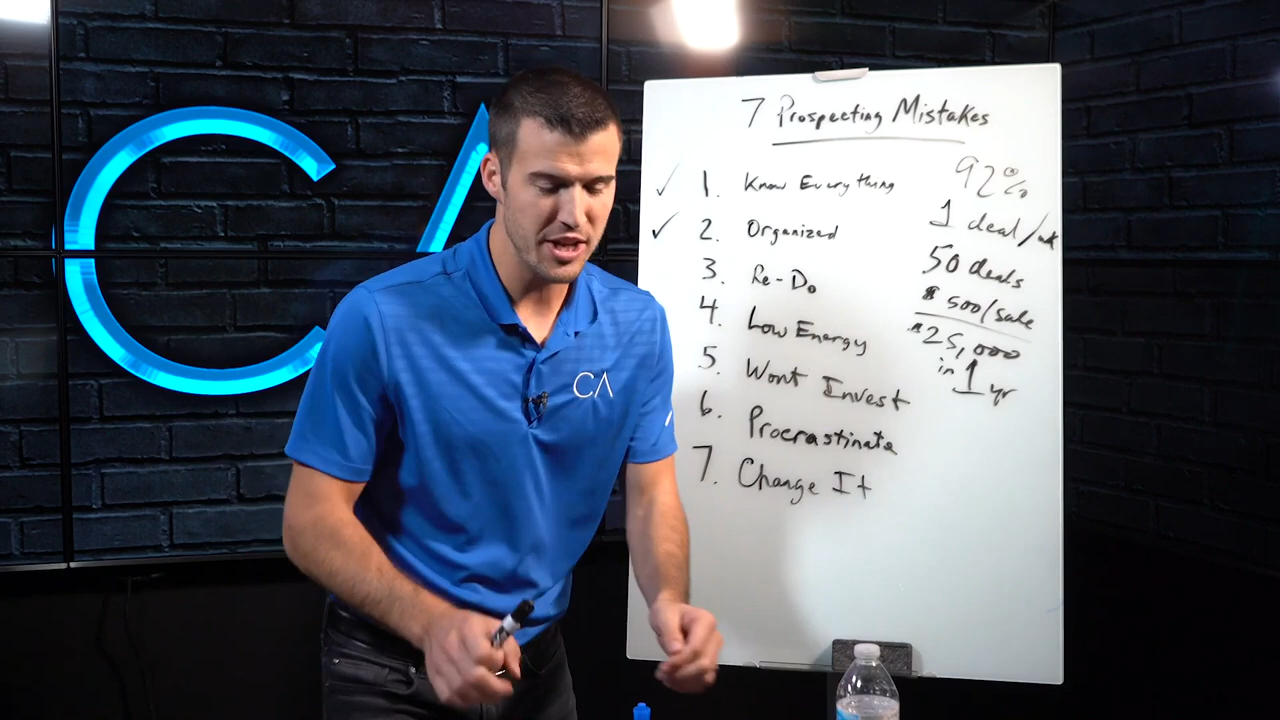 CA
CA
7 Prospecting Mistakes
✓ 1. Know Everything
✓ 2. Organized
3. Re-Do
4. Low Energy
5. Wont Invest
6. Procrastinate
7. Change It
92%
1 deal/wk
50 deals
$500/sale
$25,000
in 1 yr